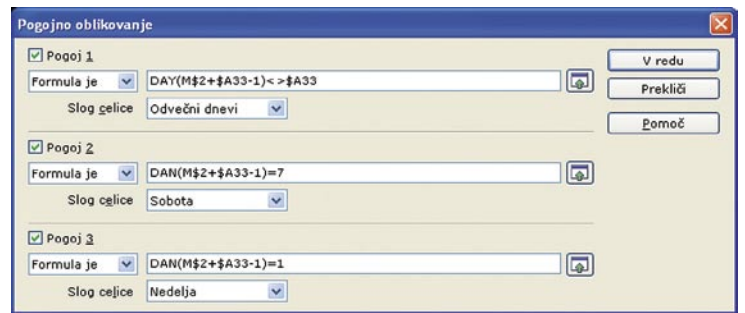 Pogojno oblikovanje
Pogoj 1
Formula je DAY(M$2+$A33-1)< >$A33
Slog celice Odvečni dnevi
Pogoj 2
Formula je DAN(M$2+$A33-1)=7
Slog celice Sobota
Pogoj 3
Formula je DAN(M$2+$A33-1)=1
Slog celice Nedelja
V redu
Prekliči
Pomoč